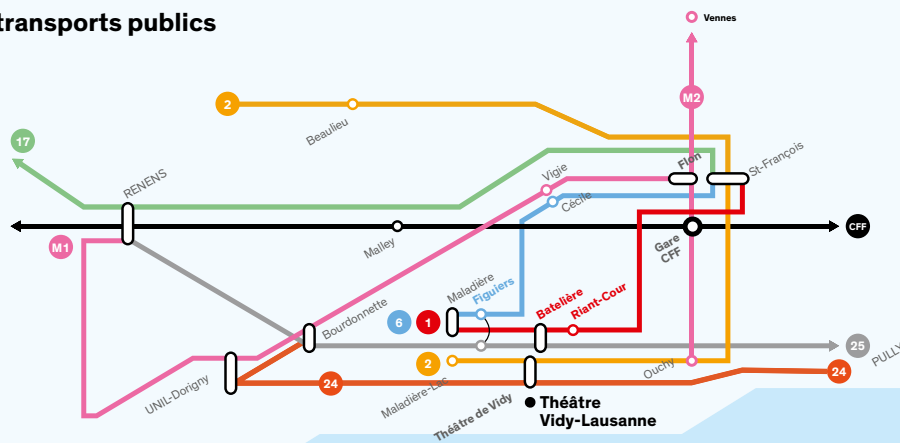 transports publics
Vennes
2
M2
Beaulieu
17
Flon
St-François
RENENS
Vigie
Cécile
M1
Malley
Gare
CFF
CFF
Maladière
Figuiers
Batelière
Riant-Cour
Bourdonnette
6
1
25
PULLY
2
Ouchy
UNIL-Dorigny
24
24
Maladière-Lac
Théâtre de Vidy
Théâtre
Vidy-Lausanne